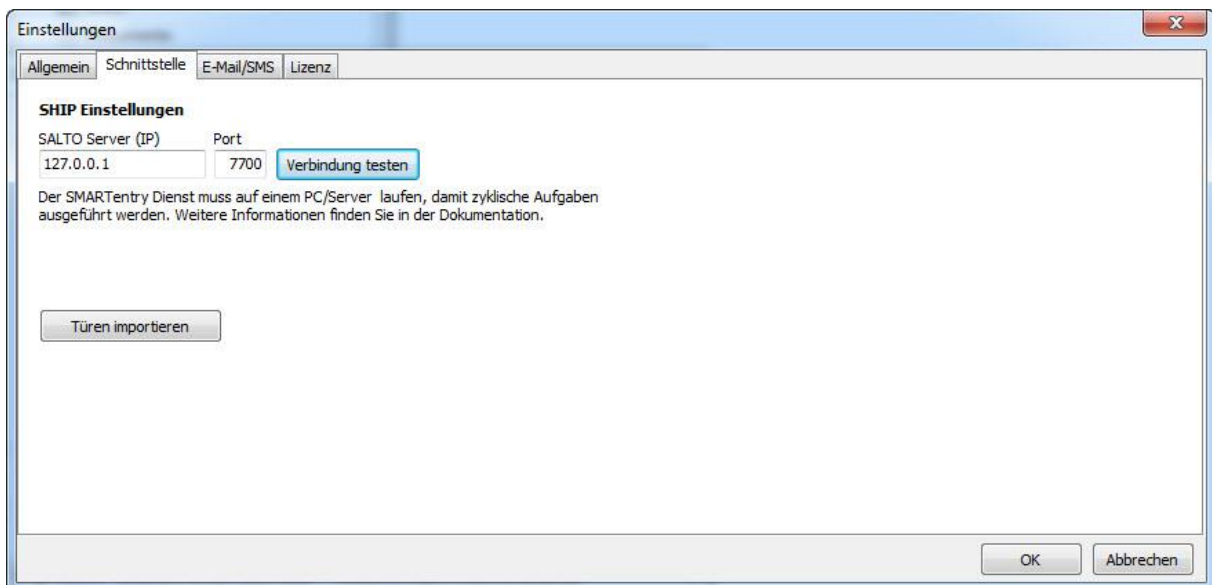 Einstellungen
Allgemein Schnittstelle E-Mail/SMS Lizenz
SHIP Einstellungen
SALTO Server (IP) Port
127.0.0.1 7700 Verbindung testen
Der SMARTentry Dienst muss auf einem PC/Server laufen, damit zyklische Aufgaben
ausgeführt werden. Weitere Informationen finden Sie in der Dokumentation.
Türen importieren
OK Abbrechen